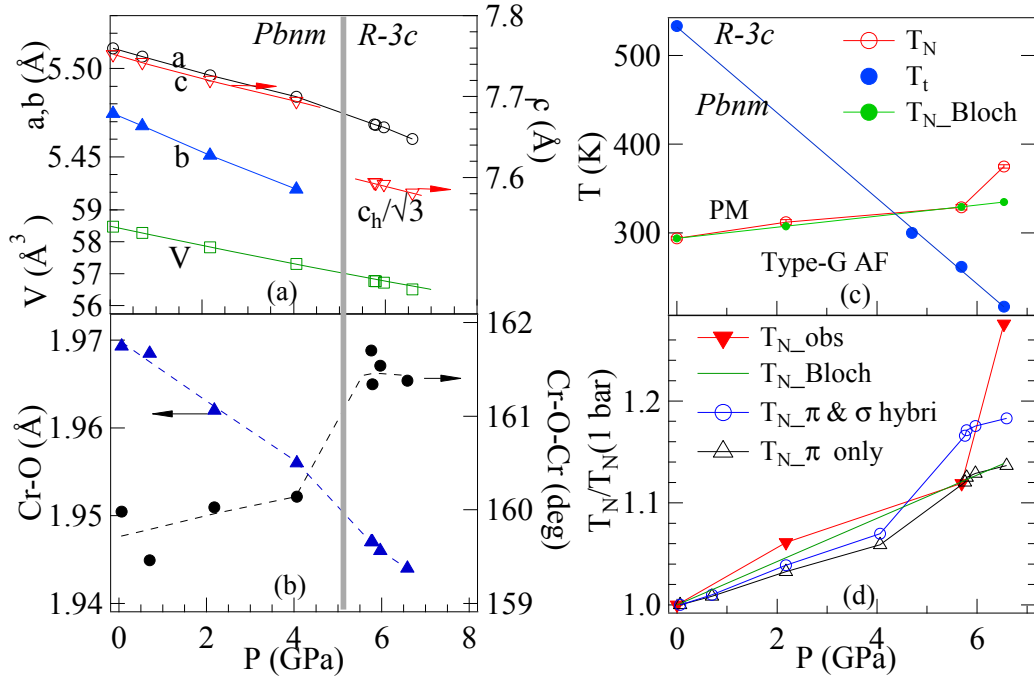 Pbnm
R-3c
7.8
5.50
a
c
7.7
a,b (Å)
c (Å)
5.45
b
7.6
59
c_h/√3
58
V
57
V (Å³)
56
(a)
162
1.97
Cr-O (Å)
161
1.96
Cr-O-Cr (deg)
1.95
160
1.94
(b)
159
0
2
4
6
8
P (GPa)
500
R-3c
T_N
T_t
Pbnm
T_N_Bloch
400
T (K)
PM
300
Type-G AF
(c)
T_N_obs
T_N_Bloch
T_N_π & σ hybri
T_N_π only
1.2
T_N/T_N(1 bar)
1.1
1.0
(d)
0
2
4
6
P (GPa)